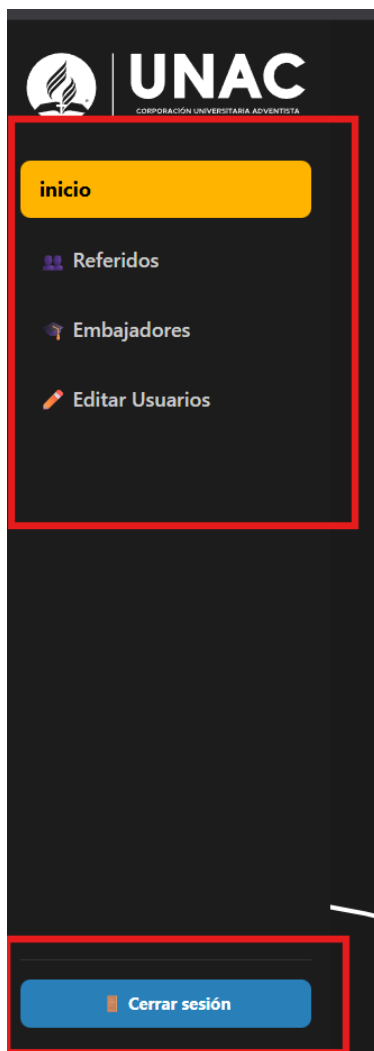 UNAC
CORPORACIÓN UNIVERSITARIA ADVENTISTA
inicio
Referidos
Embajadores
Editar Usuarios
Cerrar sesión